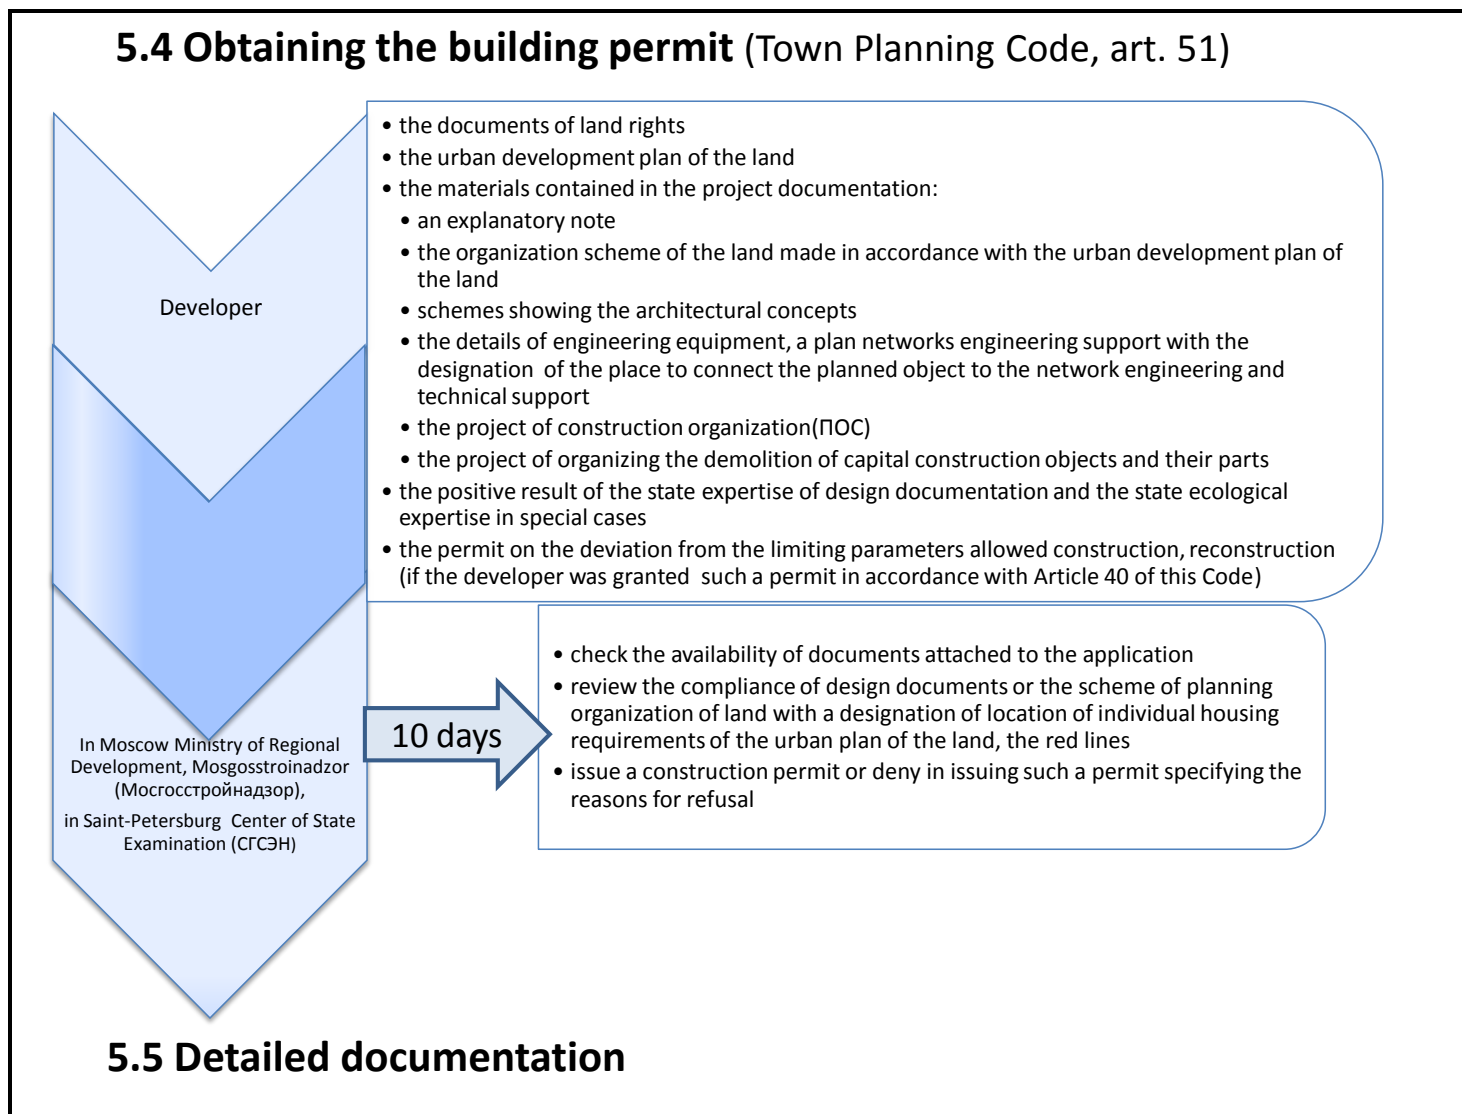 5.4 Obtaining the building permit (Town Planning Code, art. 51)
Developer
• the documents of land rights
• the urban development plan of the land
• the materials contained in the project documentation:
• an explanatory note
• the organization scheme of the land made in accordance with the urban development plan of
the land
• schemes showing the architectural concepts
• the details of engineering equipment, a plan networks engineering support with the
designation of the place to connect the planned object to the network engineering and
technical support
• the project of construction organization(ПОС)
• the project of organizing the demolition of capital construction objects and their parts
• the positive result of the state expertise of design documentation and the state ecological
expertise in special cases
• the permit on the deviation from the limiting parameters allowed construction, reconstruction
(if the developer was granted such a permit in accordance with Article 40 of this Code)
In Moscow Ministry of Regional
Development, Mosgosstroinadzor
(Мосгосстройнадзор),
in Saint-Petersburg Center of State
Examination (СГСЭН)
10 days
• check the availability of documents attached to the application
• review the compliance of design documents or the scheme of planning
organization of land with a designation of location of individual housing
requirements of the urban plan of the land, the red lines
• issue a construction permit or deny in issuing such a permit specifying the
reasons for refusal
5.5 Detailed documentation